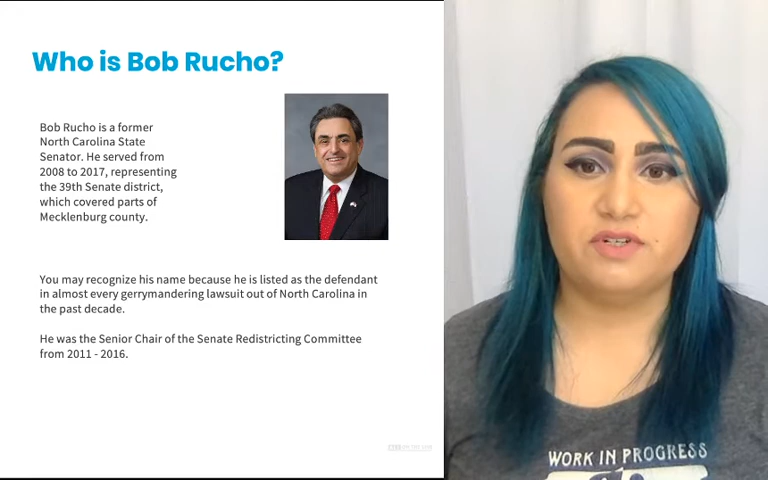 Who is Bob Rucho?
Bob Rucho is a former
North Carolina State
Senator. He served from
2008 to 2017, representing
the 39th Senate district,
which covered parts of
Mecklenburg county.
You may recognize his name because he is listed as the defendant
in almost every gerrymandering lawsuit out of North Carolina in
the past decade.
He was the Senior Chair of the Senate Redistricting Committee
from 2011 - 2016.
WORK IN PROGRESS